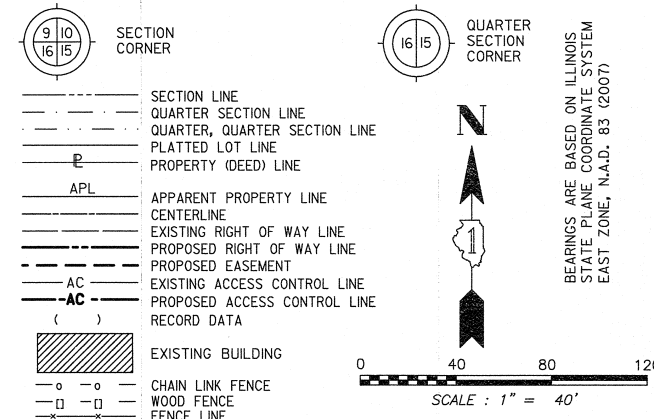 9 10
16 15
SECTION
CORNER
16 15
QUARTER
SECTION
CORNER
SECTION LINE
QUARTER SECTION LINE
QUARTER, QUARTER SECTION LINE
PLATTED LOT LINE
PL PROPERTY (DEED) LINE
APL APPARENT PROPERTY LINE
CENTERLINE
EXISTING RIGHT OF WAY LINE
PROPOSED RIGHT OF WAY LINE
PROPOSED EASEMENT
AC EXISTING ACCESS CONTROL LINE
AC PROPOSED ACCESS CONTROL LINE
( ) RECORD DATA
EXISTING BUILDING
CHAIN LINK FENCE
WOOD FENCE
FENCE LINE
N
1
BEARINGS ARE BASED ON ILLINOIS
STATE PLANE COORDINATE SYSTEM
EAST ZONE, N.A.D. 83 (2007)
0 40 80 120
SCALE : 1" = 40'